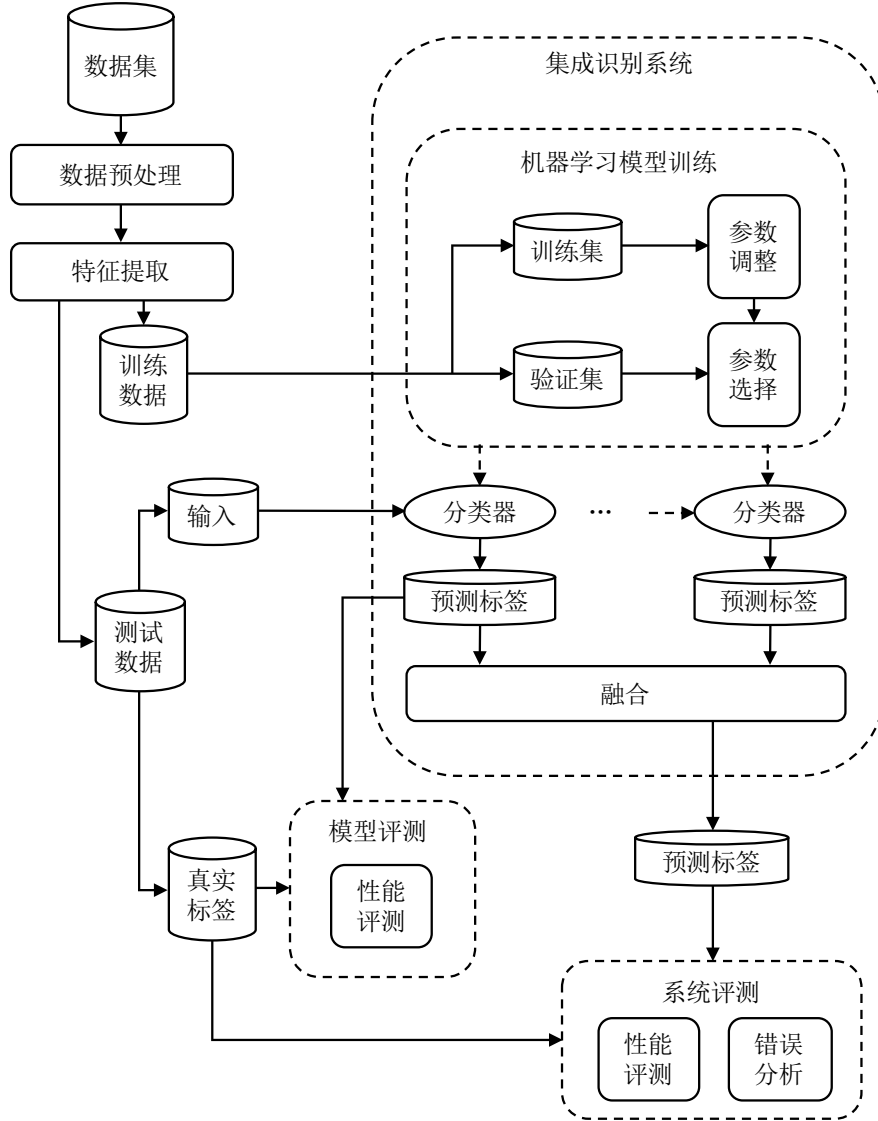 数据集
集成识别系统
数据预处理
机器学习模型训练
特征提取
训练集
参数
调整
训练
数据
验证集
参数
选择
输入
分类器
…
分类器
预测标签
预测标签
测试
数据
融合
模型评测
预测标签
真实
标签
性能
评测
系统评测
性能
评测
错误
分析